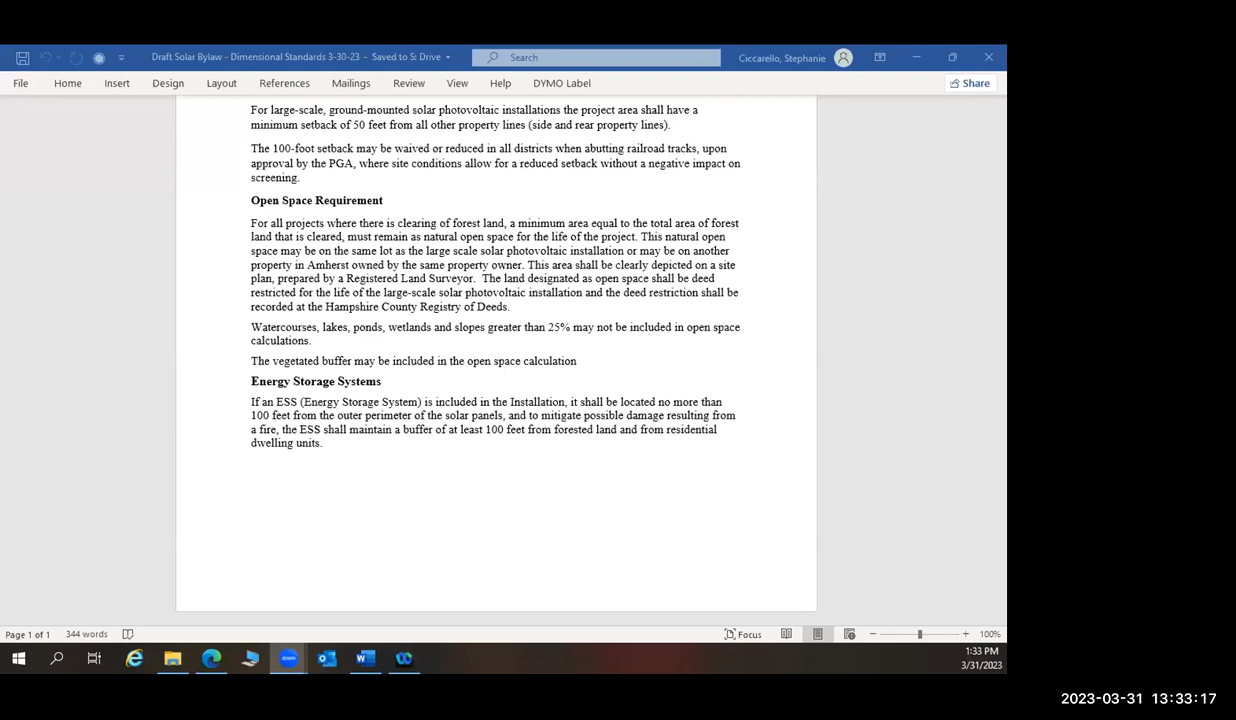 Draft Solar Bylaw - Dimensional Standards 3-30-23 - Saved to S: Drive
Search
Ciccarello, Stephanie
File Home Insert Design Layout References Mailings Review View Help DYMO Label Share
For large-scale, ground-mounted solar photovoltaic installations the project area shall have a
minimum setback of 50 feet from all other property lines (side and rear property lines).
The 100-foot setback may be waived or reduced in all districts when abutting railroad tracks, upon
approval by the PGA, where site conditions allow for a reduced setback without a negative impact on
screening.
Open Space Requirement
For all projects where there is clearing of forest land, a minimum area equal to the total area of forest
land that is cleared, must remain as natural open space for the life of the project. This natural open
space may be on the same lot as the large scale solar photovoltaic installation or may be on another
property in Amherst owned by the same property owner. This area shall be clearly depicted on a site
plan, prepared by a Registered Land Surveyor.  The land designated as open space shall be deed
restricted for the life of the large-scale solar photovoltaic installation and the deed restriction shall be
recorded at the Hampshire County Registry of Deeds.
Watercourses, lakes, ponds, wetlands and slopes greater than 25% may not be included in open space
calculations.
The vegetated buffer may be included in the open space calculation
Energy Storage Systems
If an ESS (Energy Storage System) is included in the Installation, it shall be located no more than
100 feet from the outer perimeter of the solar panels, and to mitigate possible damage resulting from
a fire, the ESS shall maintain a buffer of at least 100 feet from forested land and from residential
dwelling units.
Page 1 of 1 344 words Focus 100%
zoom
1:33 PM
3/31/2023
2023-03-31 13:33:17